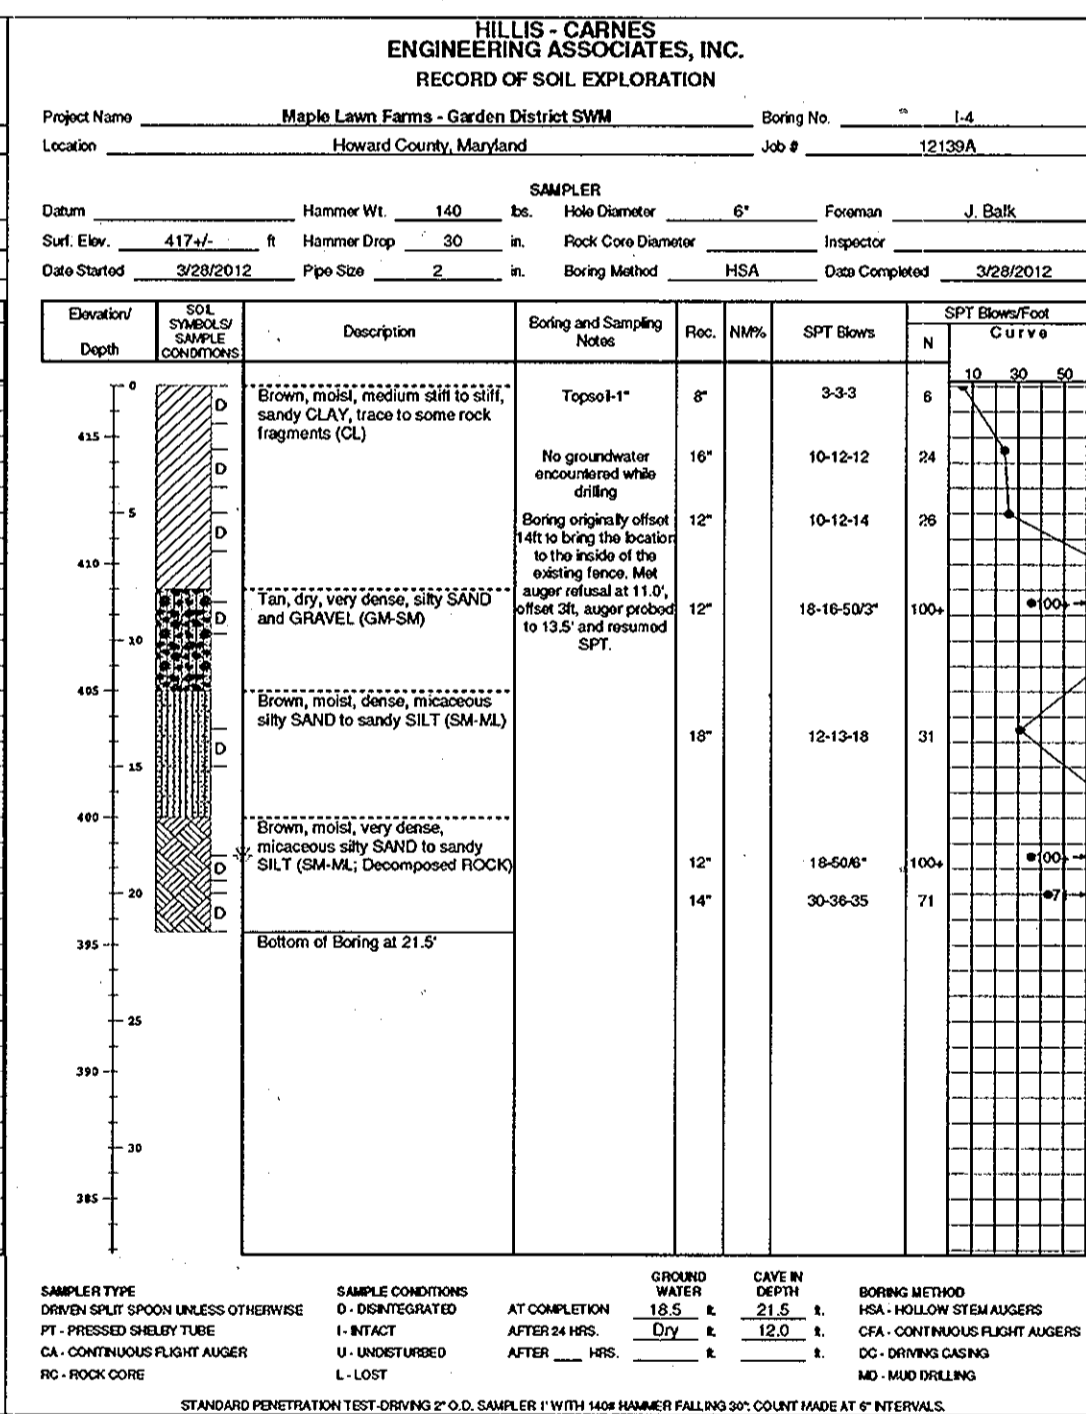 HILLIS - CARNES
ENGINEERING ASSOCIATES, INC.
RECORD OF SOIL EXPLORATION
Project Name Maple Lawn Farms - Garden District SWM Boring No. I-4
Location Howard County, Maryland Job # 12139A
SAMPLER
Datum Hammer Wt. 140 lbs. Hole Diameter 6" Foreman J. Balk
Surf. Elev. 417+/- ft Hammer Drop 30 in. Rock Core Diameter Inspector
Date Started 3/28/2012 Pipe Size 2 in. Boring Method HSA Date Completed 3/28/2012
Elevation/
Depth
SOIL
SYMBOLS/
SAMPLE
CONDITIONS
Description
Boring and Sampling
Notes
Rec.
NM%
SPT Blows
SPT Blows/Foot
N
Curve
10 30 50
0
Brown, moist, medium stiff to stiff,
sandy CLAY, trace to some rock
fragments (CL)
D
Topsoil-1"
8"
3-3-3
6
415
D
No groundwater
encountered while
drilling
16"
10-12-12
24
5
D
Boring originally offset
14ft to bring the location
to the inside of the
existing fence. Met
auger refusal at 11.0',
offset 3ft, auger probed
to 13.5' and resumed
SPT.
12"
10-12-14
26
410
Tan, dry, very dense, silty SAND
and GRAVEL (GM-SM)
D
12"
18-16-50/3"
100+
100+
10
405
Brown, moist, dense, micaceous
silty SAND to sandy SILT (SM-ML)
D
18"
12-13-18
31
15
400
Brown, moist, very dense,
micaceous silty SAND to sandy
SILT (SM-ML; Decomposed ROCK)
D
12"
18-50/6"
100+
100+
20
D
14"
30-36-35
71
71
395
Bottom of Boring at 21.5'
25
390
30
385
SAMPLER TYPE
DRIVEN SPLIT SPOON UNLESS OTHERWISE
PT - PRESSED SHELBY TUBE
CA - CONTINUOUS FLIGHT AUGER
RC - ROCK CORE
SAMPLE CONDITIONS
D - DISINTEGRATED
I - INTACT
U - UNDISTURBED
L - LOST
GROUND
WATER
CAVE IN
DEPTH
AT COMPLETION 18.5 ft. 21.5 ft.
AFTER 24 HRS. Dry ft. 12.0 ft.
AFTER ___ HRS. ft. ft.
BORING METHOD
HSA - HOLLOW STEM AUGERS
CFA - CONTINUOUS FLIGHT AUGERS
DC - DRIVING CASING
MD - MUD DRILLING
STANDARD PENETRATION TEST-DRIVING 2" O.D. SAMPLER 1' WITH 140# HAMMER FALLING 30"; COUNT MADE AT 6" INTERVALS.